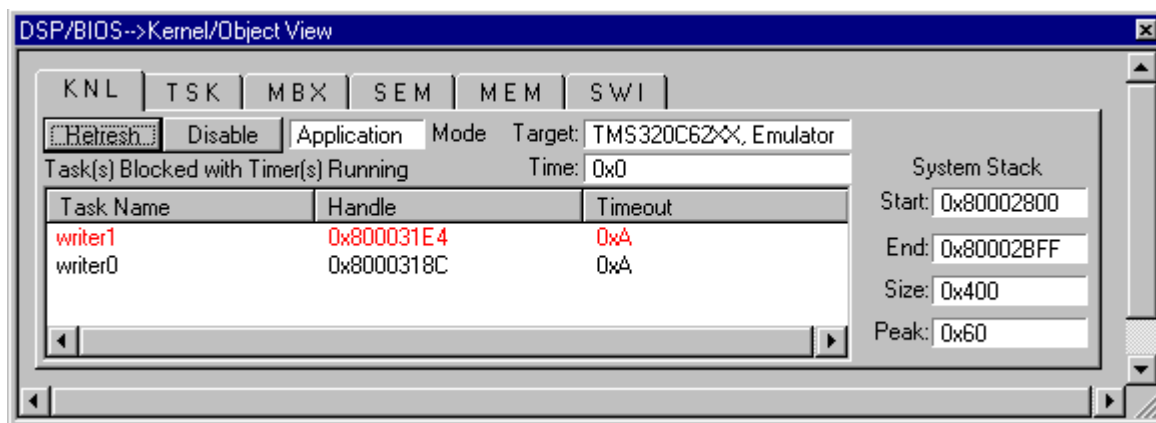 DSP/BIOS-->Kernel/Object View
KNL TSK MBX SEM MEM SWI
Refresh Disable Application Mode Target: TMS320C62XX, Emulator
Task(s) Blocked with Timer(s) Running Time: 0x0 System Stack
Task Name Handle Timeout Start: 0x80002800
writer1 0x800031E4 0xA
writer0 0x8000318C 0xA
End: 0x80002BFF
Size: 0x400
Peak: 0x60